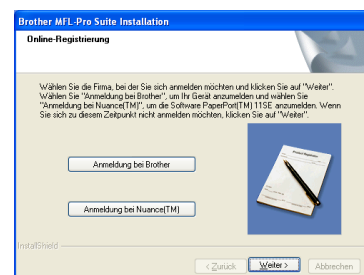 Brother MFL-Pro Suite Installation
Online-Registrierung
Wählen Sie die Firma, bei der Sie sich anmelden möchten und klicken Sie auf "Weiter".
Wählen Sie "Anmeldung bei Brother", um Ihr Gerät anzumelden und wählen Sie
"Anmeldung bei Nuance(TM)", um die Software PaperPort(TM) 11SE anzumelden. Wenn
Sie sich zu diesem Zeitpunkt nicht anmelden möchten, klicken Sie auf "Weiter".
Anmeldung bei Brother
Anmeldung bei Nuance(TM)
Product Registration
InstallShield
< Zurück
Weiter >
Abbrechen